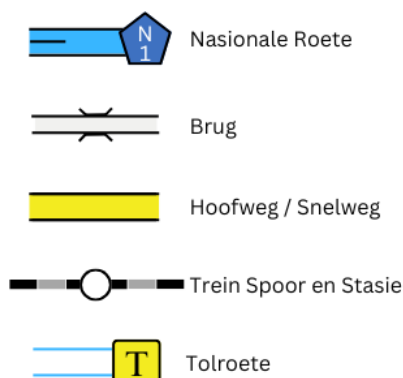 N
1
Nasionale Roete
Brug
Hoofweg / Snelweg
Trein Spoor en Stasie
T
Tolroete